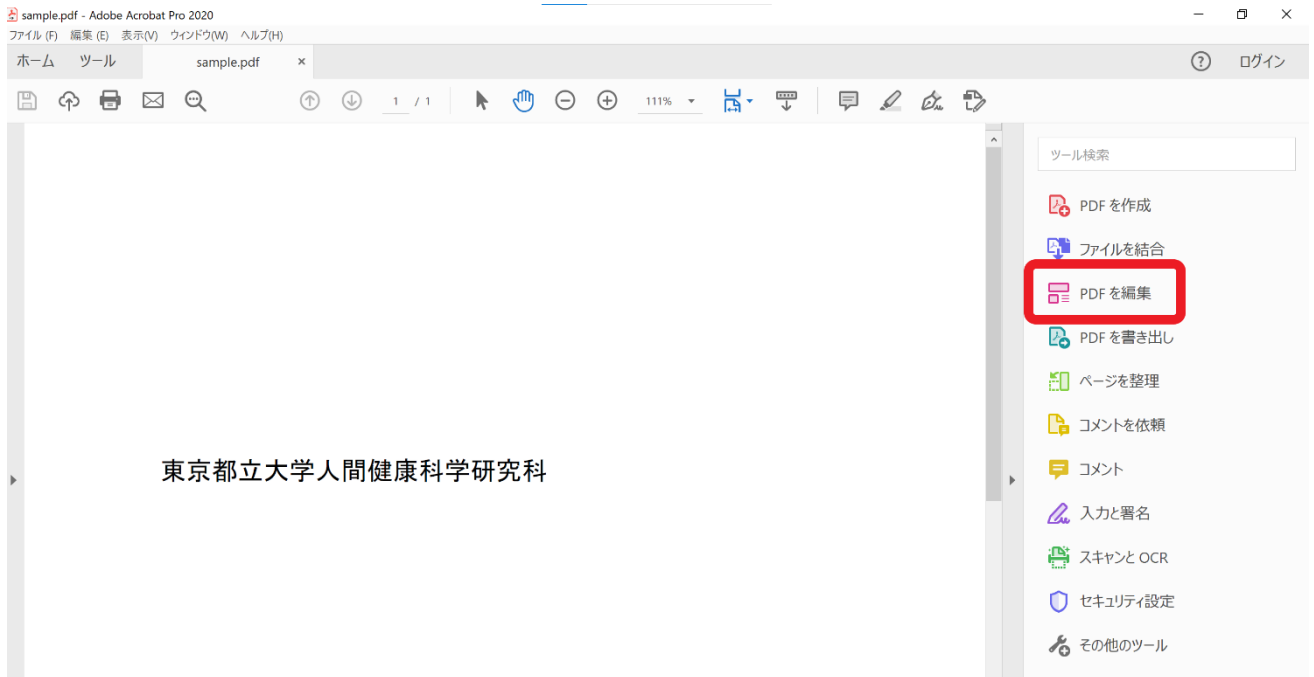 sample.pdf - Adobe Acrobat Pro 2020
ファイル (F) 編集 (E) 表示(V) ウィンドウ(W) ヘルプ(H)
ホーム ツール sample.pdf × ? ログイン
1 / 1 111%
ツール検索
PDF を作成
ファイルを結合
PDF を編集
PDF を書き出し
ページを整理
コメントを依頼
コメント
入力と署名
スキャンと OCR
セキュリティ設定
その他のツール
東京都立大学人間健康科学研究科